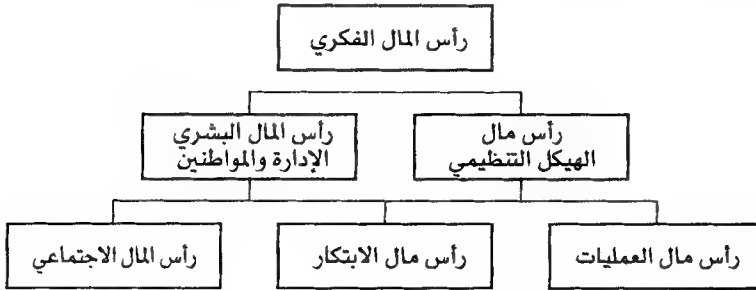 رأس المال الفكري
رأس مال
الهيكل التنظيمي
رأس المال البشري
الإدارة والمواطنين
رأس مال العمليات
رأس مال الابتكار
رأس المال الاجتماعي